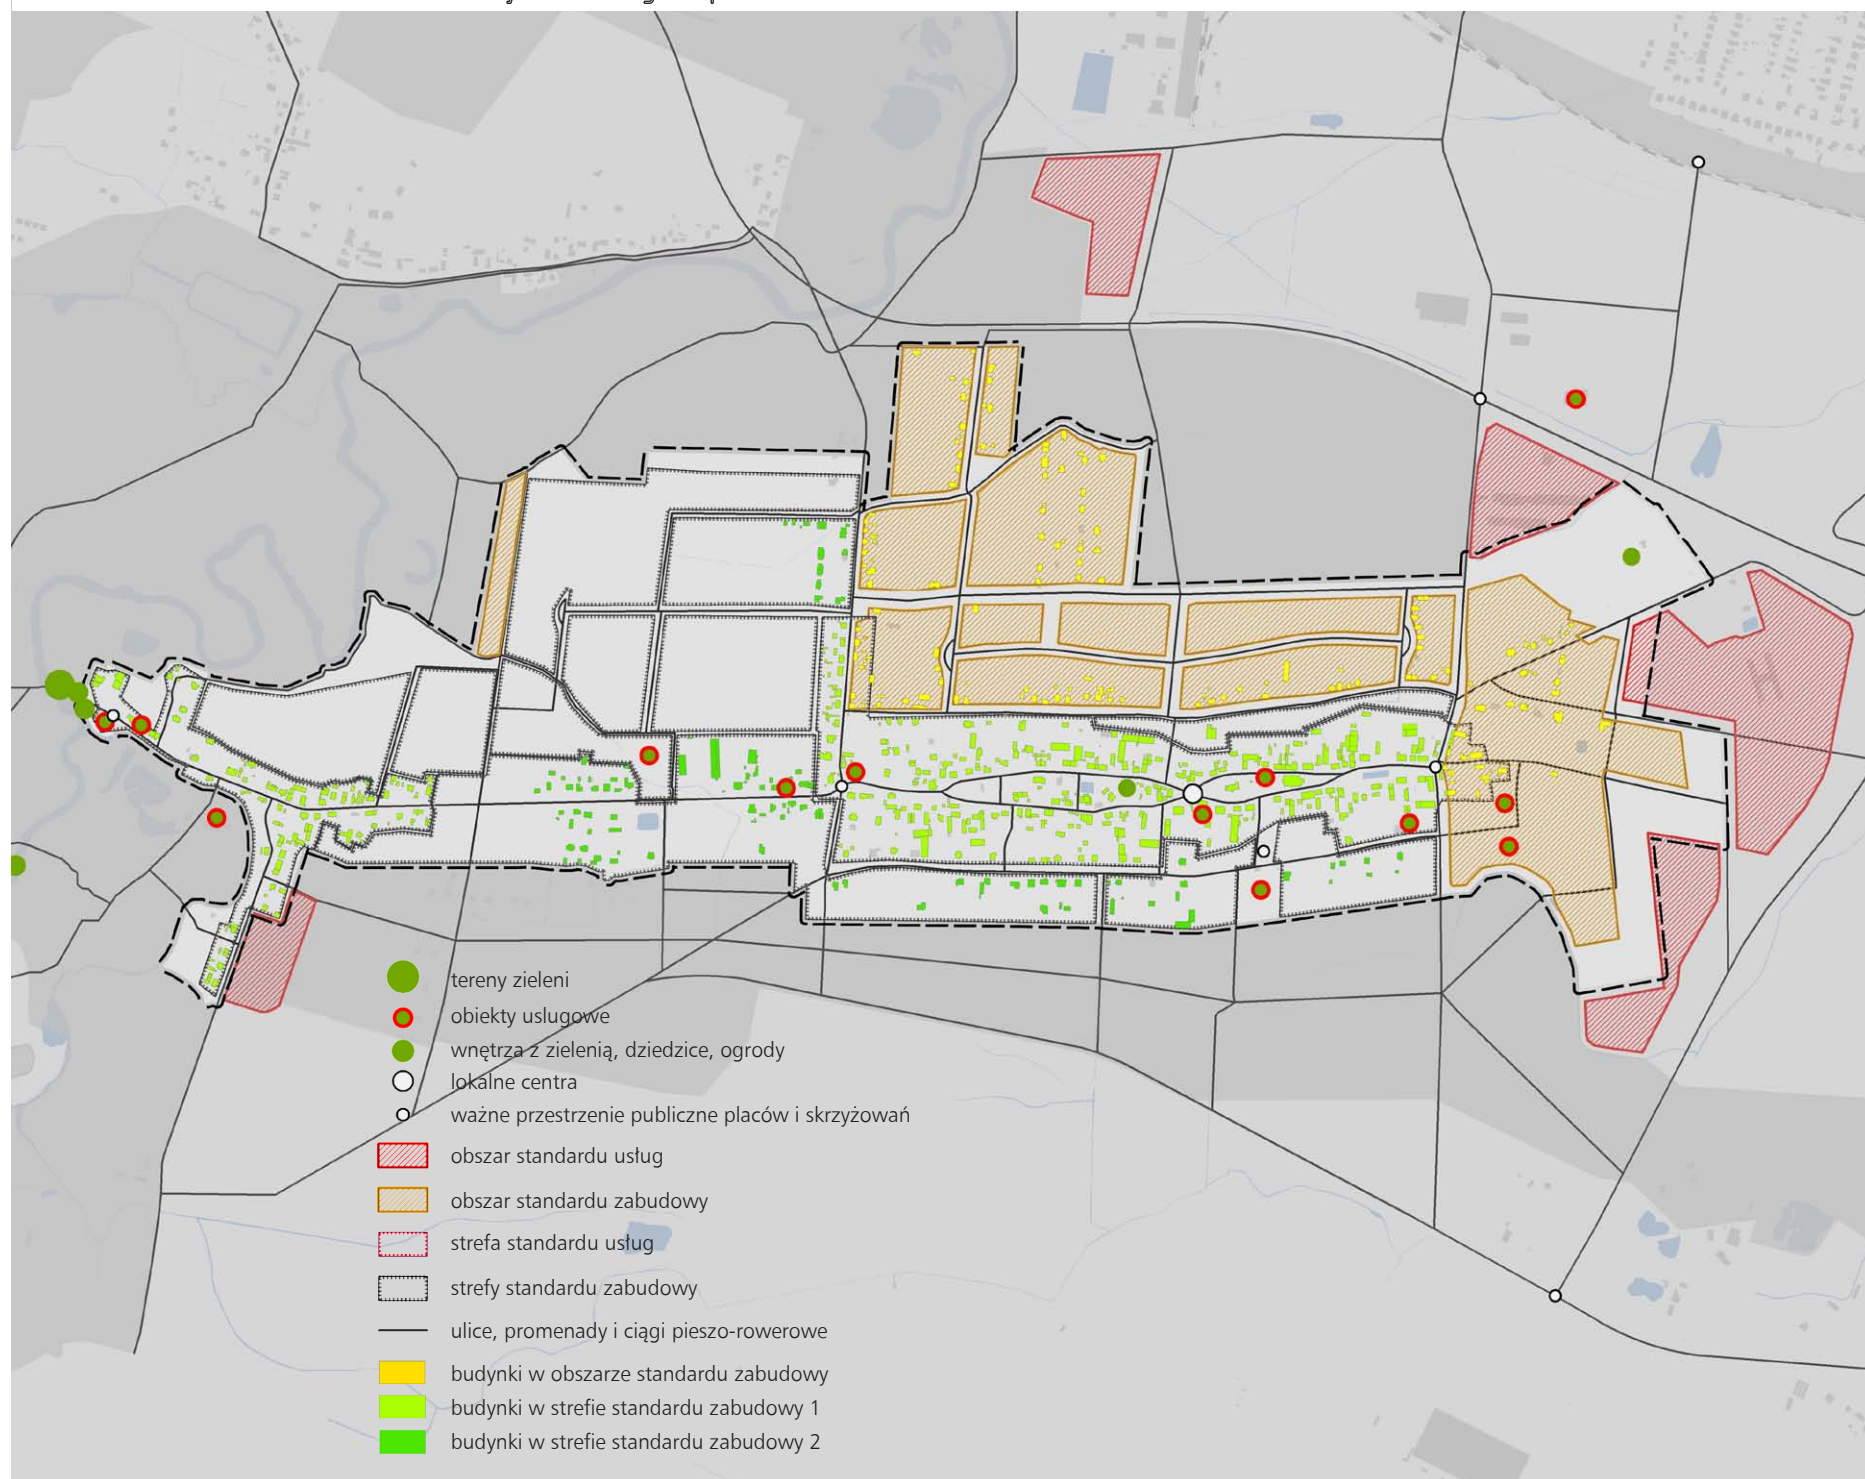 tereny zieleni
obiekty uslugowe
wnętrza z zielenią, dziedzice, ogrody
lokalne centra
ważne przestrzenie publiczne placów i skrzyżowań
obszar standardu usług
obszar standardu zabudowy
strefa standardu usług
strefy standardu zabudowy
ulice, promenady i ciągi pieszo-rowerowe
budynki w obszarze standardu zabudowy
budynki w strefie standardu zabudowy 1
budynki w strefie standardu zabudowy 2